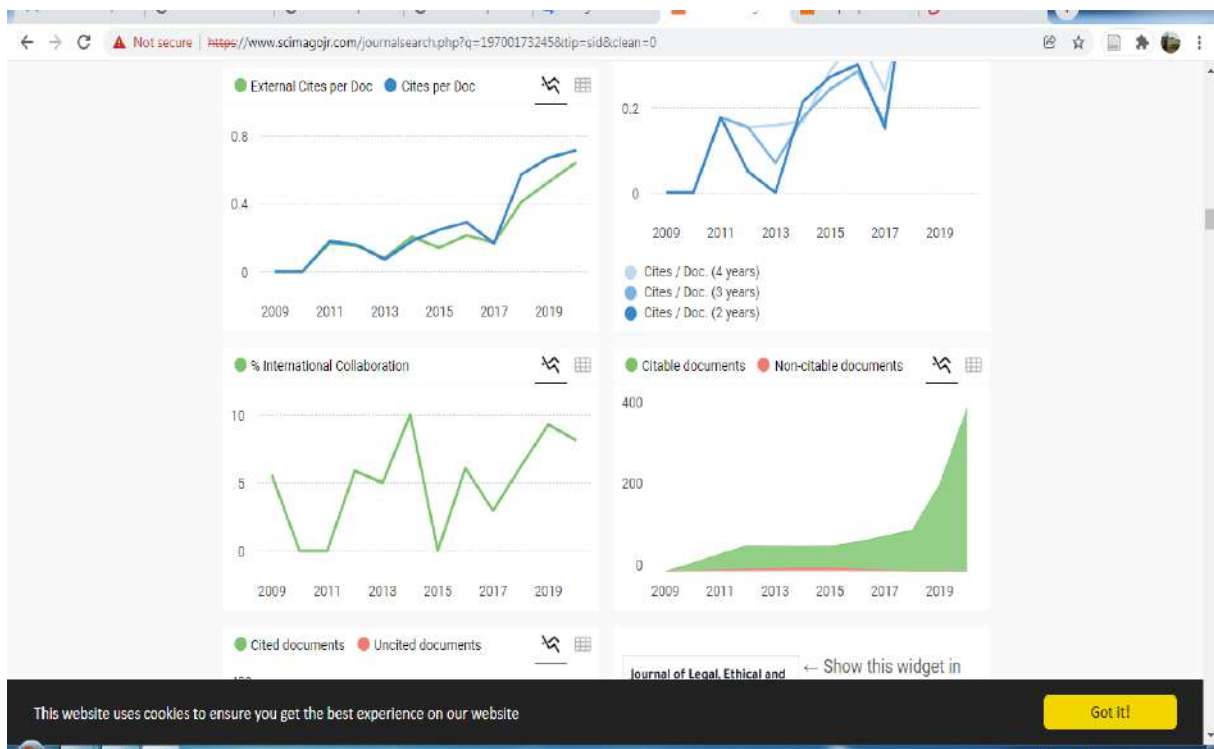 Not secure | https://www.scimagojr.com/journalsearch.php?q=19700173245&tip=sid&clean=0
External Cites per Doc Cites per Doc
0.8
0.4
0
2009 2011 2013 2015 2017 2019
0.2
0
2009 2011 2013 2015 2017 2019
Cites / Doc. (4 years)
Cites / Doc. (3 years)
Cites / Doc. (2 years)
% International Collaboration
10
5
0
2009 2011 2013 2015 2017 2019
Citable documents Non-citable documents
400
200
0
2009 2011 2013 2015 2017 2019
Cited documents Uncited documents
Journal of Legal, Ethical and
← Show this widget in
This website uses cookies to ensure you get the best experience on our website
Got it!